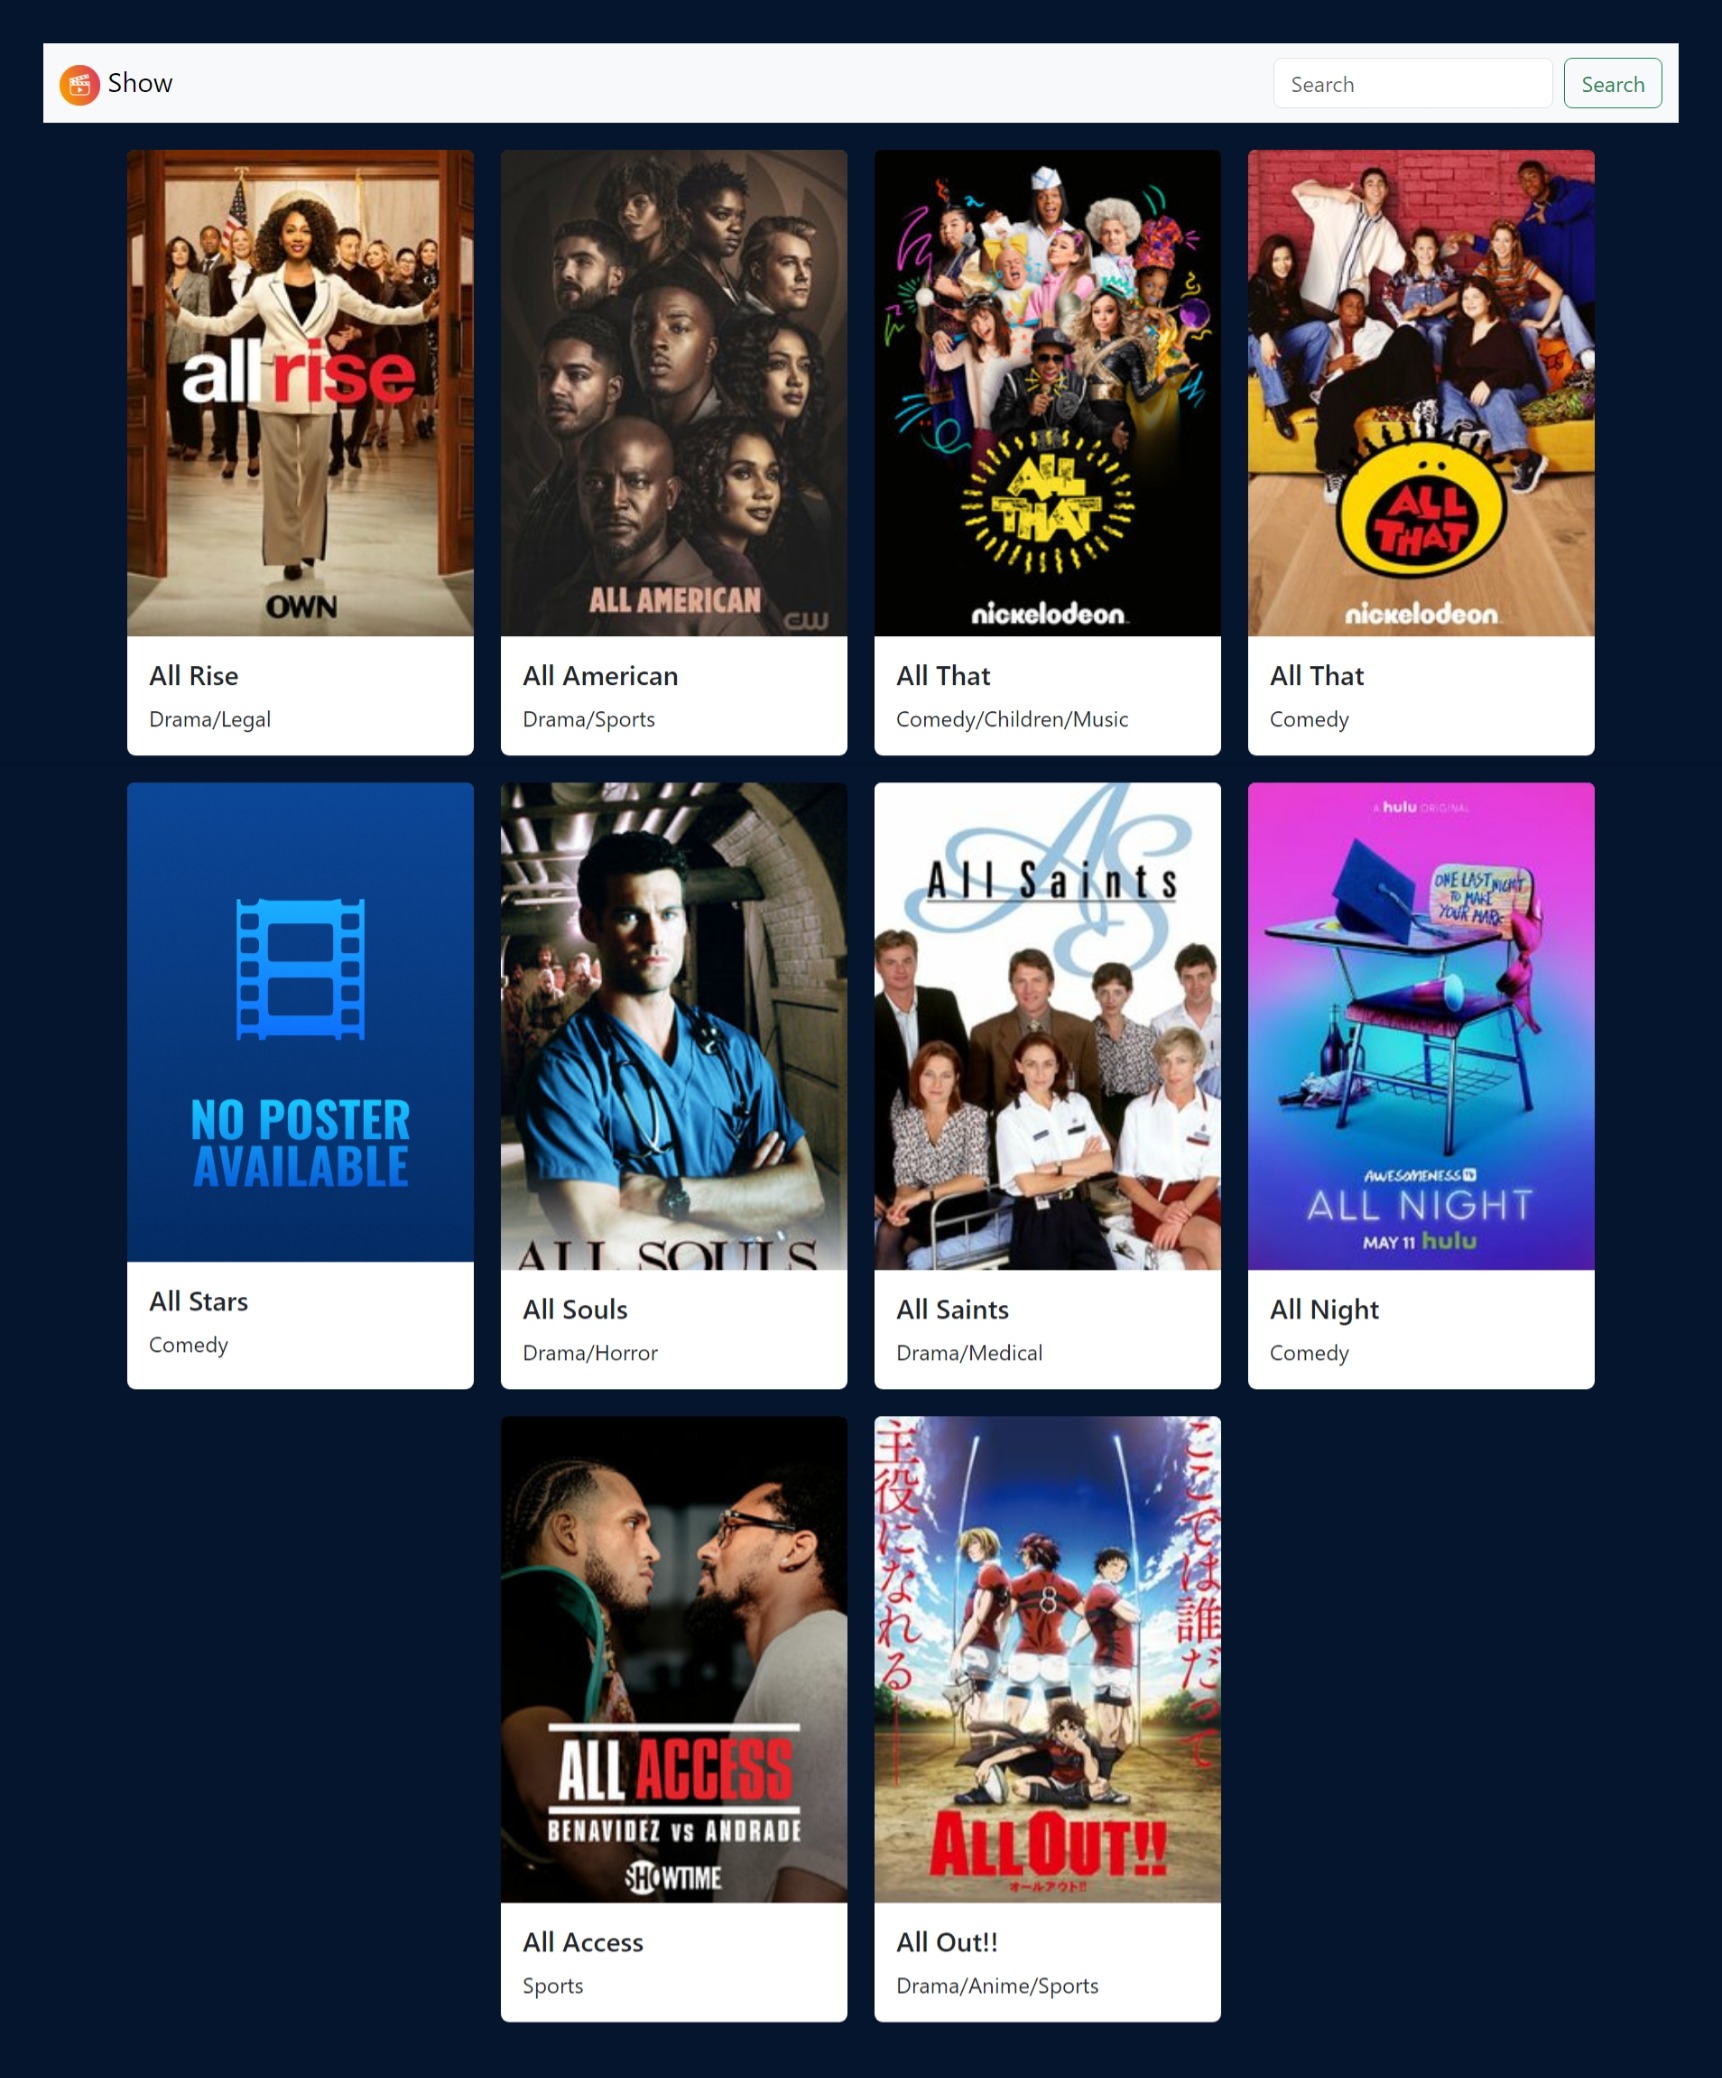 Show
Search
Search
all rise
OWN
All Rise
Drama/Legal
ALL AMERICAN
CW
All American
Drama/Sports
ALL
THAT
nickelodeon
All That
Comedy/Children/Music
ALL
THAT
nickelodeon
All That
Comedy
NO POSTER
AVAILABLE
All Stars
Comedy
ALL SOULS
All Souls
Drama/Horror
AS
All Saints
All Saints
Drama/Medical
A hulu ORIGINAL
ONE LAST NIGHT
TO MAKE
YOUR MARK
AWESOMENESS TV
ALL NIGHT
MAY 11 hulu
All Night
Comedy
ALL ACCESS
BENAVIDEZ vs ANDRADE
SHOWTIME
All Access
Sports
ここでは誰だって
主役になれる
8
ALL OUT!!
オールアウト!!
All Out!!
Drama/Anime/Sports